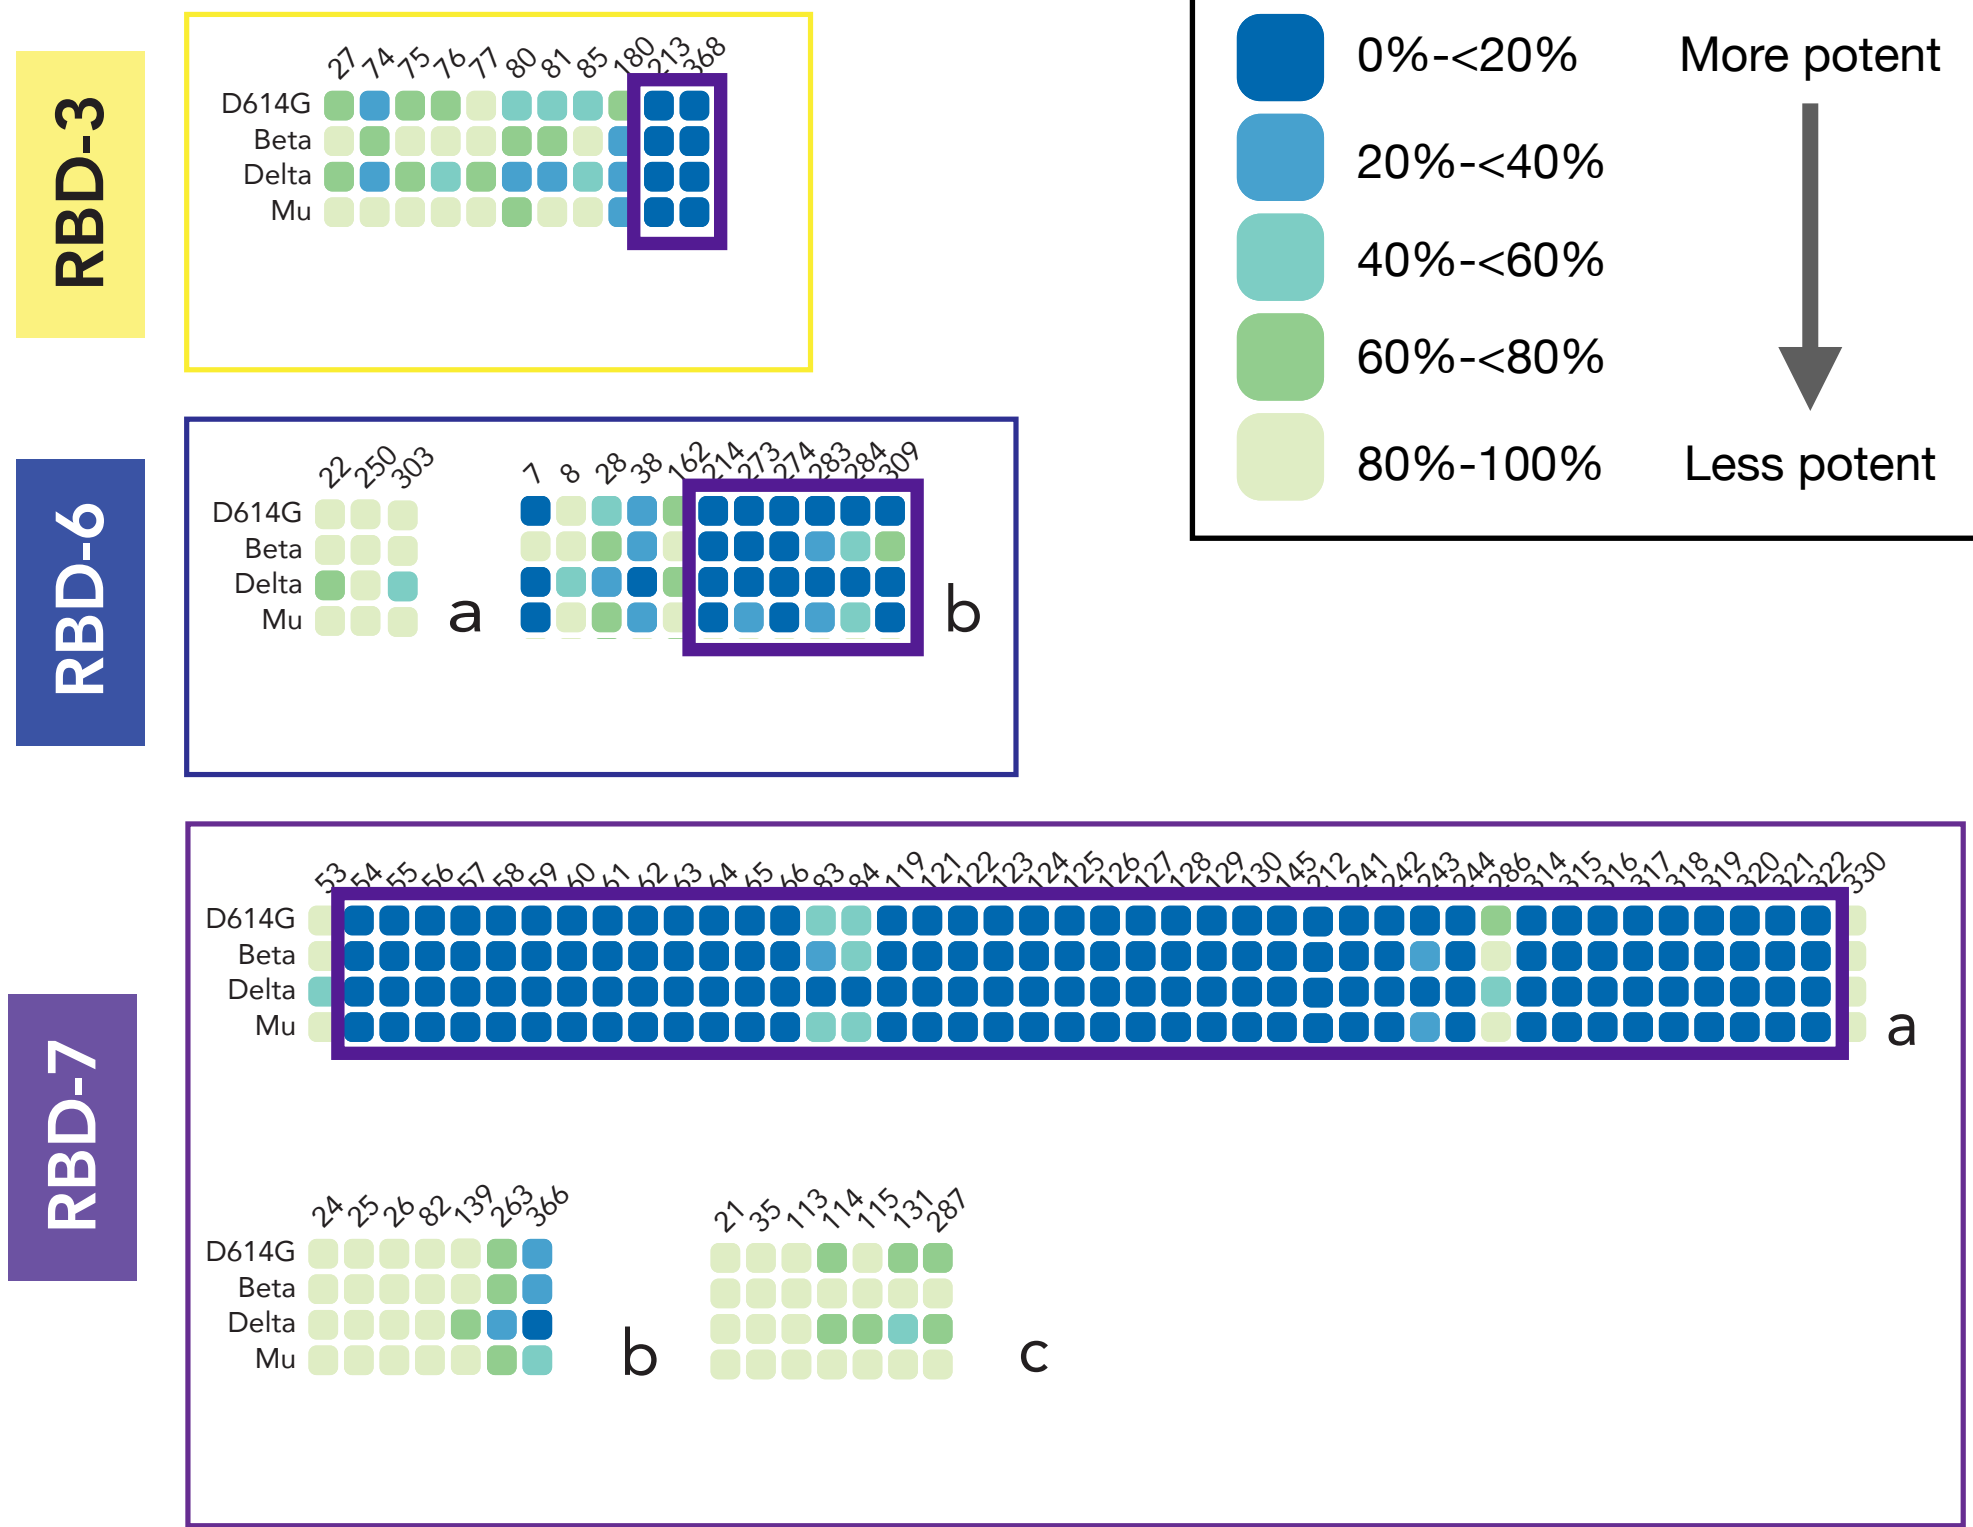 RBD-3
27 74 75 76 77 80 81 85 180 213 368
D614G
Beta
Delta
Mu
0%-<20% More potent
20%-<40%
40%-<60%
60%-<80%
80%-100% Less potent
RBD-6
22 250 303
D614G
Beta
Delta
Mu
a
7 8 28 38 162 214 273 274 283 284 309
b
RBD-7
53 54 55 56 57 58 59 60 61 62 63 64 65 66 83 84 119 121 122 123 124 125 126 127 128 129 130 145 212 241 242 243 244 286 314 315 316 317 318 319 320 321 322 330
D614G
Beta
Delta
Mu
a
24 25 26 82 139 263 366
D614G
Beta
Delta
Mu
b
21 35 113 114 115 131 287
c